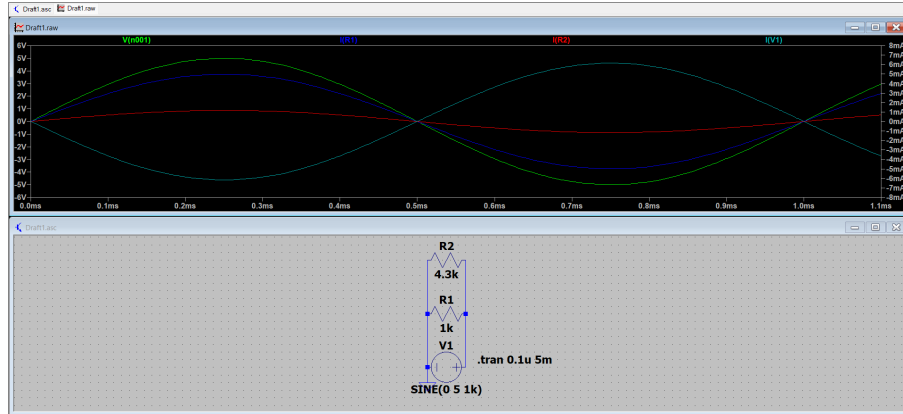 Draft1.asc Draft1.raw
Draft1.raw
V(n001) I(R1) I(R2) I(V1)
6V 8mA
5V 7mA
4V 6mA
3V 5mA
2V 4mA
1V 3mA
0V 2mA
-1V 1mA
-2V 0mA
-3V -1mA
-4V -2mA
-5V -3mA
-6V -4mA
-5mA
-6mA
-7mA
-8mA
0.0ms 0.1ms 0.2ms 0.3ms 0.4ms 0.5ms 0.6ms 0.7ms 0.8ms 0.9ms 1.0ms 1.1ms
Draft1.asc
R2
4.3k
R1
1k
V1
.tran 0.1u 5m
SINE(0 5 1k)